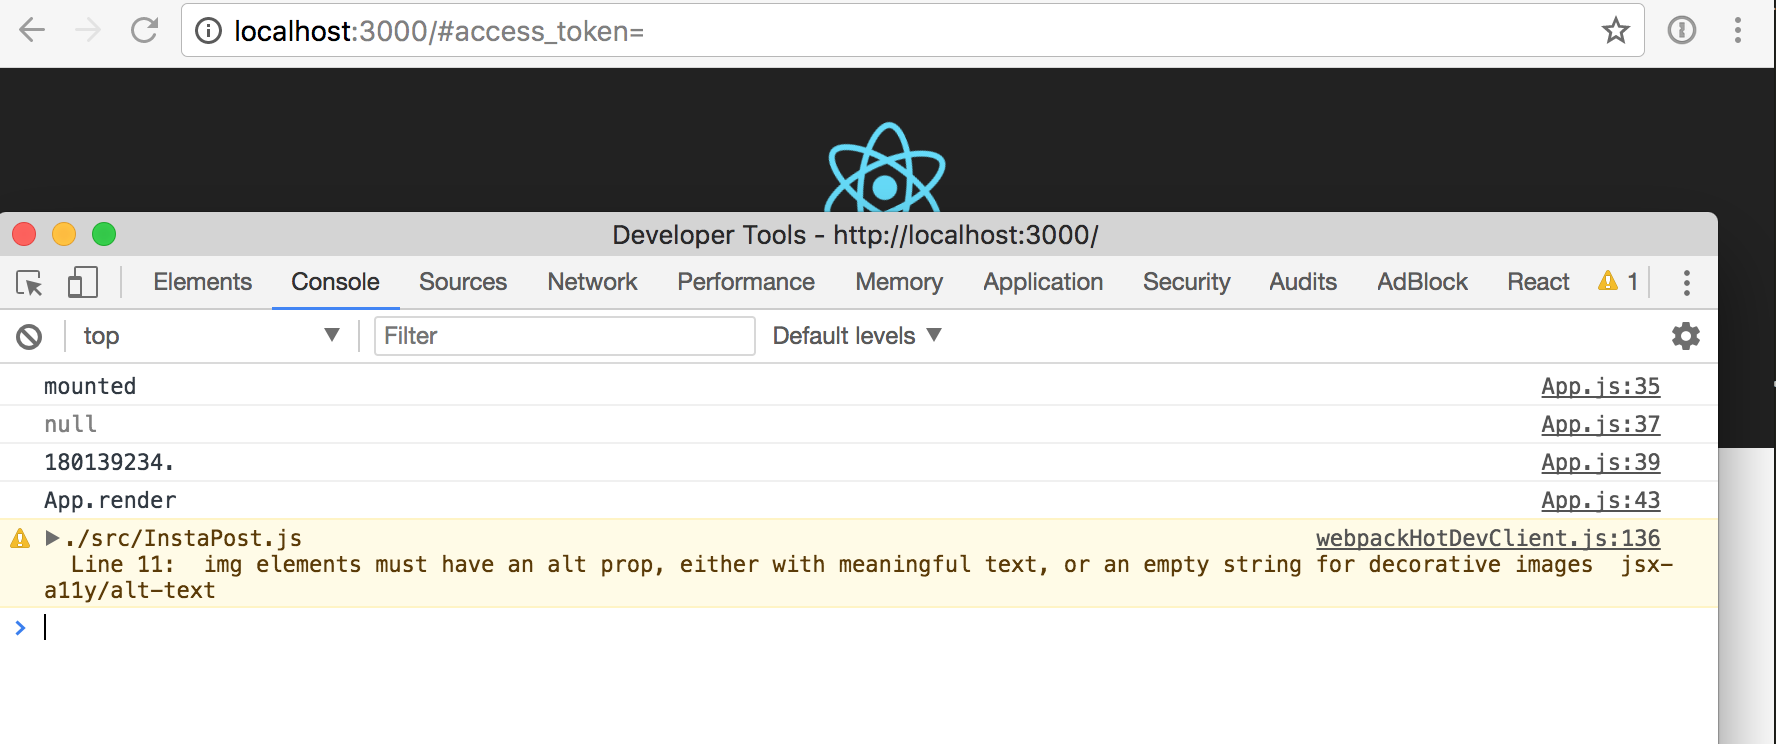 localhost:3000/#access_token=
Developer Tools - http://localhost:3000/
Elements Console Sources Network Performance Memory Application Security Audits AdBlock React 1
top Filter Default levels
mounted App.js:35
null App.js:37
180139234. App.js:39
App.render App.js:43
./src/InstaPost.js webpackHotDevClient.js:136
Line 11:  img elements must have an alt prop, either with meaningful text, or an empty string for decorative images  jsx-
a11y/alt-text